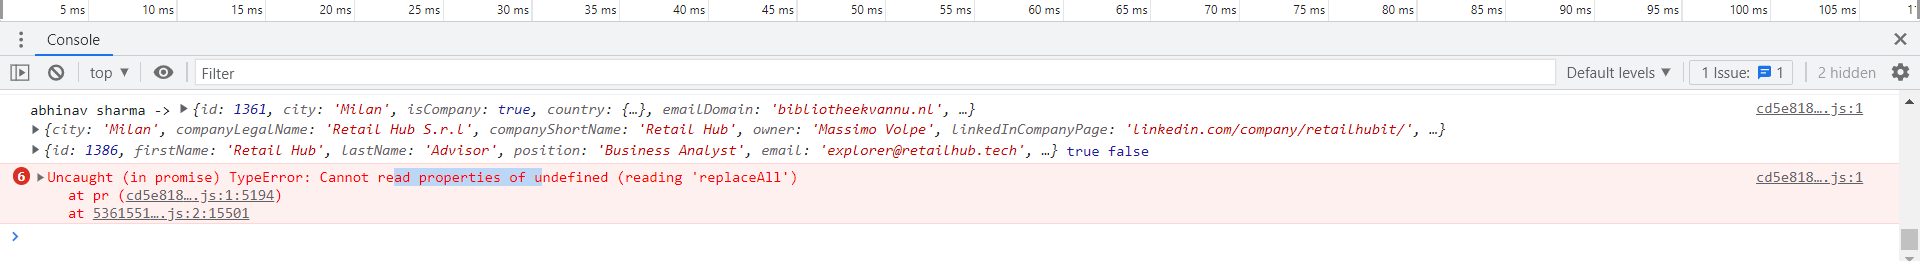 5 ms 10 ms 15 ms 20 ms 25 ms 30 ms 35 ms 40 ms 45 ms 50 ms 55 ms 60 ms 65 ms 70 ms 75 ms 80 ms 85 ms 90 ms 95 ms 100 ms 105 ms 1
Console
top Filter Default levels 1 Issue: 1 2 hidden
abhinav sharma -> {id: 1361, city: 'Milan', isCompany: true, country: {…}, emailDomain: 'bibliotheekvannu.nl', …} cd5e818….js:1
{city: 'Milan', companyLegalName: 'Retail Hub S.r.l', companyShortName: 'Retail Hub', owner: 'Massimo Volpe', linkedInCompanyPage: 'linkedin.com/company/retailhubit/', …}
{id: 1386, firstName: 'Retail Hub', lastName: 'Advisor', position: 'Business Analyst', email: 'explorer@retailhub.tech', …} true false
6 Uncaught (in promise) TypeError: Cannot read properties of undefined (reading 'replaceAll') cd5e818….js:1
at pr (cd5e818….js:1:5194)
at 5361551….js:2:15501